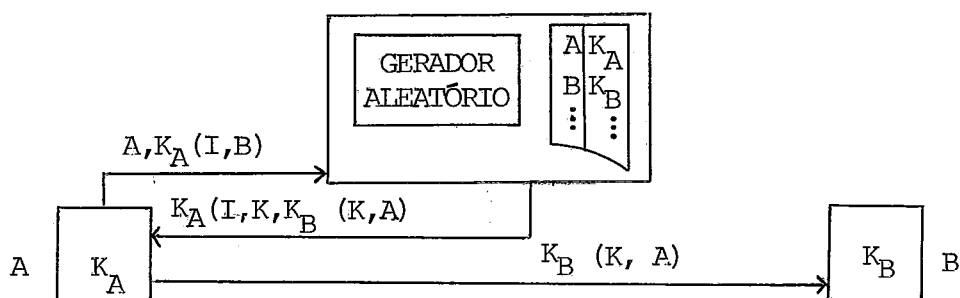 GERADOR
ALEATÓRIO
A K_A
B K_B
⋮ ⋮
A,K_A(I,B)
K_A(I,K,K_B (K,A)
K_B (K, A)
A
K_A
K_B
B